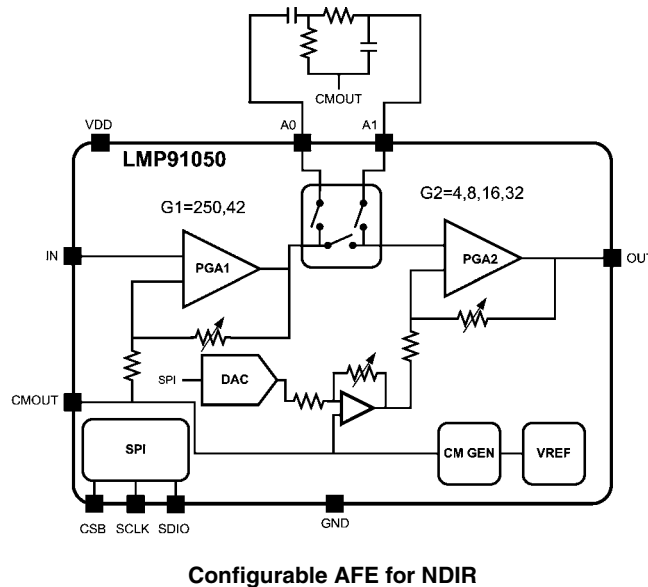 CMOUT
VDD
A0
A1
LMP91050
G1=250,42
G2=4,8,16,32
IN
PGA1
PGA2
OUT
SPI
DAC
CMOUT
SPI
CM GEN
VREF
CSB
SCLK
SDIO
GND
Configurable AFE for NDIR